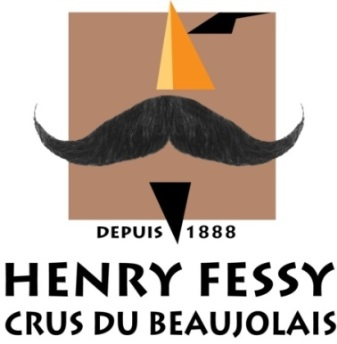 DEPUIS 1888
HENRY FESSY
CRUS DU BEAUJOLAIS